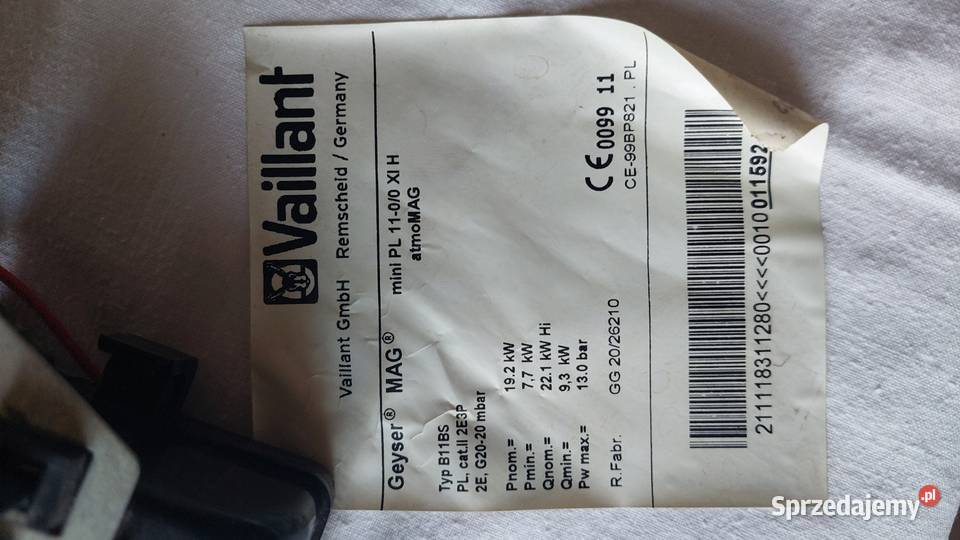 Vaillant
Vaillant GmbH Remscheid / Germany
Geyser® MAG® mini PL 11-0/0 XI H
atmoMAG
Typ B11BS
PL, cat.II 2E3P
2E, G20-20 mbar
Pnom.= 19.2 kW
Pmin.= 7.7 kW
Qnom.= 22.1 kW Hi
Qmin.= 9,3 kW
Pw max.= 13.0 bar
CE 0099 11
R.Fabr. GG 20/26210 CE-99BP821 . PL
211118311280<<<<0010011592
Sprzedajemy.pl